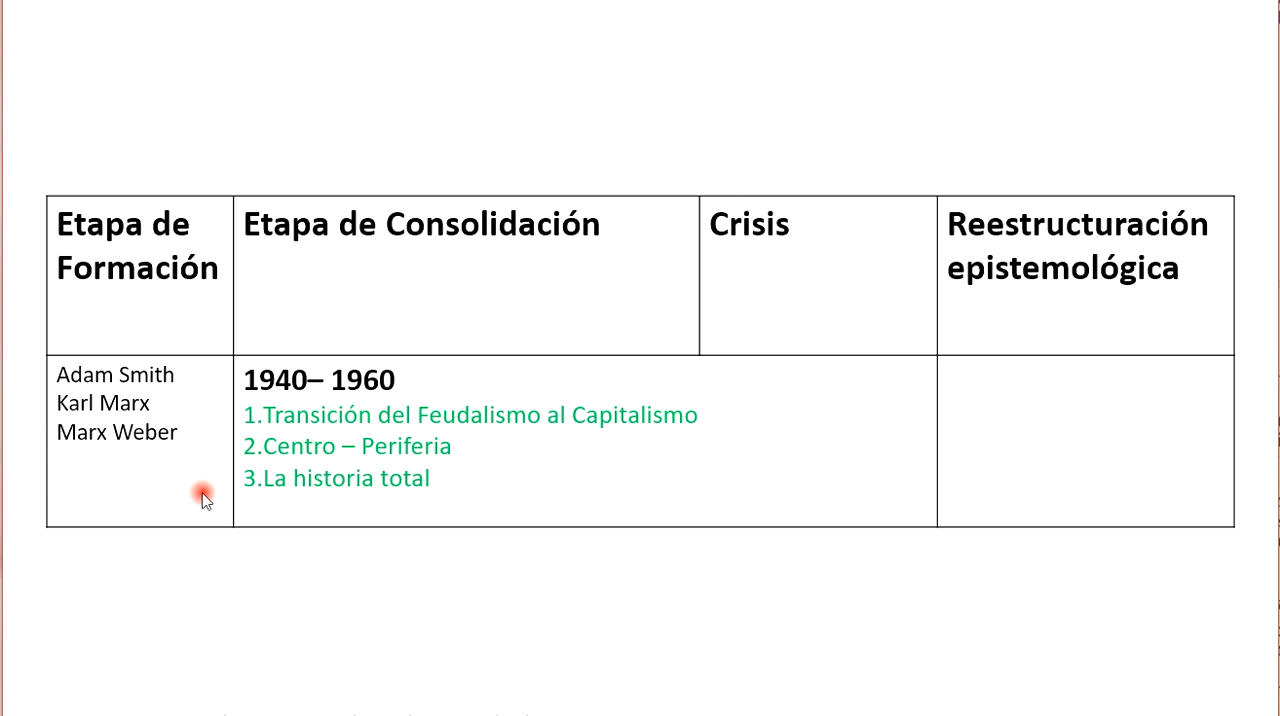 Etapa de
Formación
Etapa de Consolidación
Crisis
Reestructuración
epistemológica
Adam Smith
Karl Marx
Marx Weber
1940– 1960
1.Transición del Feudalismo al Capitalismo
2.Centro – Periferia
3.La historia total